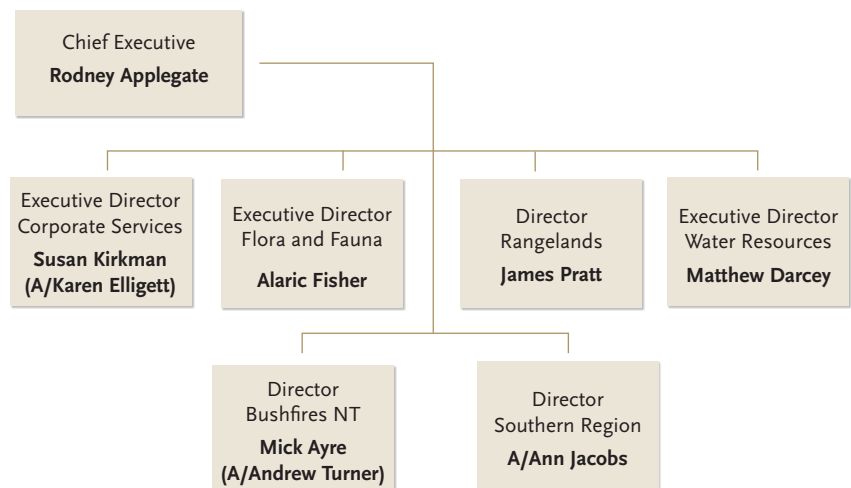 Chief Executive
Rodney Applegate
Executive Director
Corporate Services
Susan Kirkman
(A/Karen Elligett)
Executive Director
Flora and Fauna
Alaric Fisher
Director
Rangelands
James Pratt
Executive Director
Water Resources
Matthew Darcey
Director
Bushfires NT
Mick Ayre
(A/Andrew Turner)
Director
Southern Region
A/Ann Jacobs